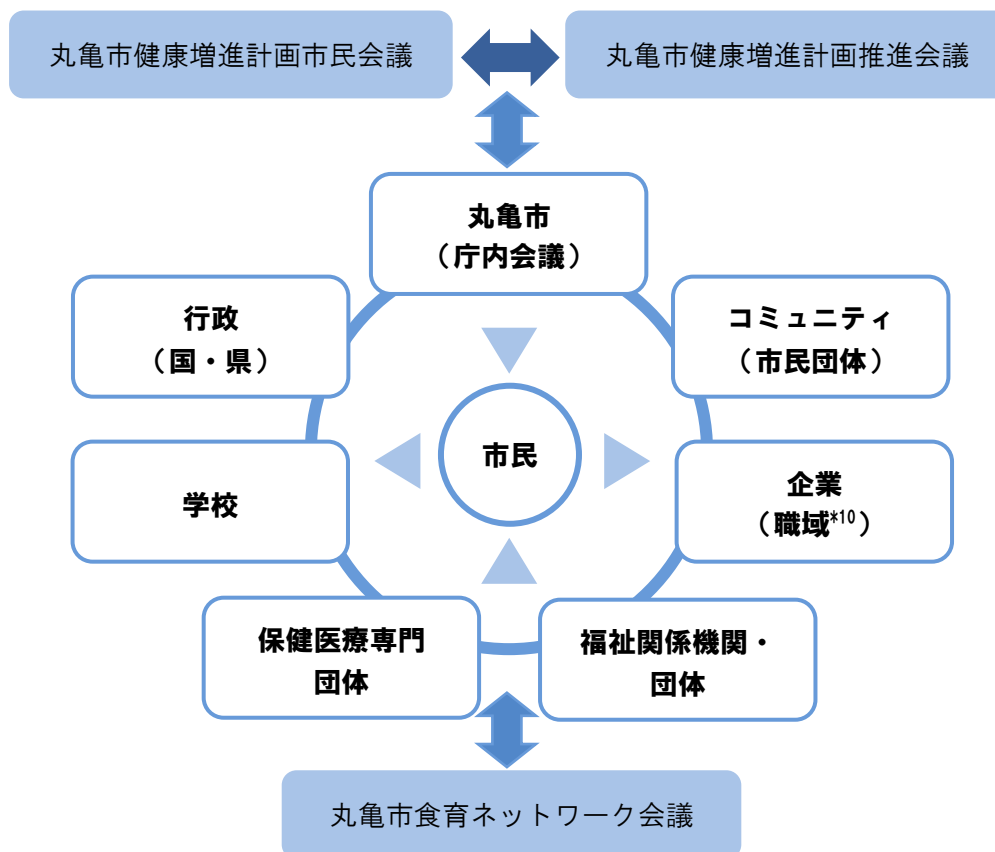 丸亀市健康増進計画市民会議
丸亀市健康増進計画推進会議
丸亀市
（庁内会議）
行政
（国・県）
コミュニティ
（市民団体）
市民
学校
企業
（職域*10）
保健医療専門
団体
福祉関係機関・
団体
丸亀市食育ネットワーク会議